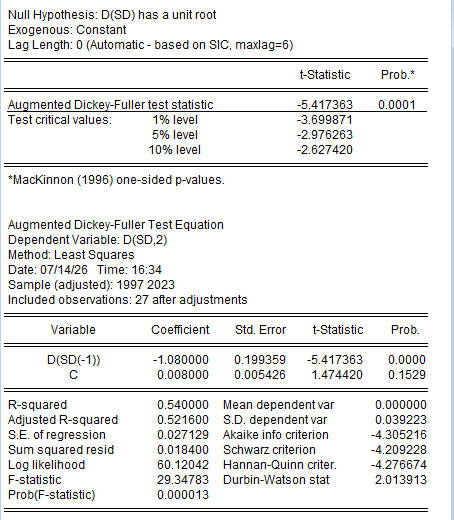 Null Hypothesis: D(SD) has a unit root
Exogenous: Constant
Lag Length: 0 (Automatic - based on SIC, maxlag=6)
t-Statistic Prob.*
Augmented Dickey-Fuller test statistic -5.417363 0.0001
Test critical values: 1% level -3.699871
5% level -2.976263
10% level -2.627420
*MacKinnon (1996) one-sided p-values.
Augmented Dickey-Fuller Test Equation
Dependent Variable: D(SD,2)
Method: Least Squares
Date: 07/14/26 Time: 16:34
Sample (adjusted): 1997 2023
Included observations: 27 after adjustments
Variable Coefficient Std. Error t-Statistic Prob.
D(SD(-1)) -1.080000 0.199359 -5.417363 0.0000
C 0.008000 0.005426 1.474420 0.1529
R-squared 0.540000 Mean dependent var 0.000000
Adjusted R-squared 0.521600 S.D. dependent var 0.039223
S.E. of regression 0.027129 Akaike info criterion -4.305216
Sum squared resid 0.018400 Schwarz criterion -4.209228
Log likelihood 60.12042 Hannan-Quinn criter. -4.276674
F-statistic 29.34783 Durbin-Watson stat 2.013913
Prob(F-statistic) 0.000013